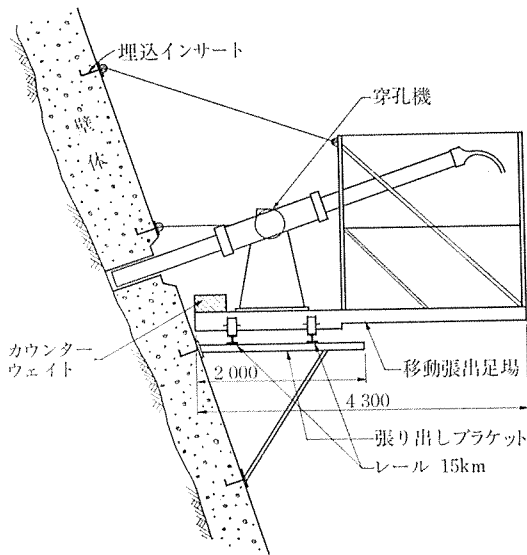 埋込インサート
穿孔機
壁体
カウンター
ウェイト
2 000
移動張出足場
4 300
張り出しブラケット
レール 15km